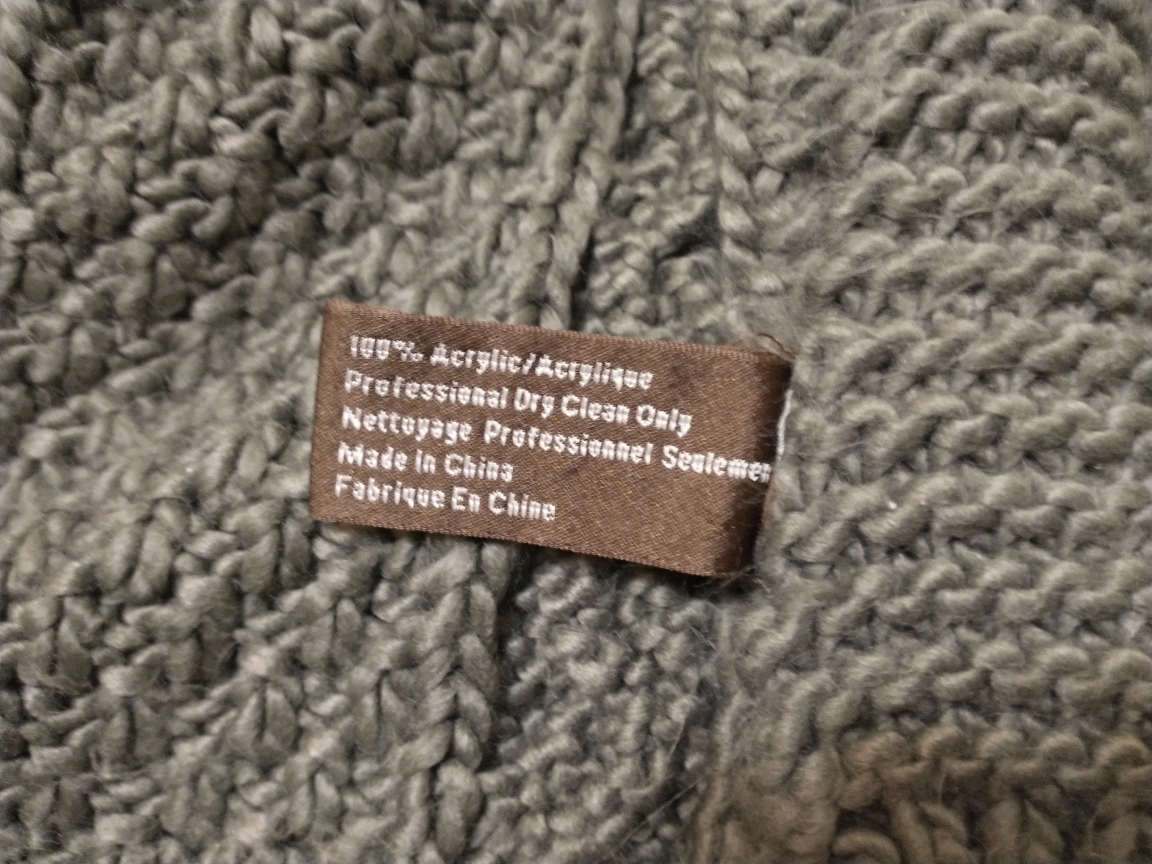 100% Acrylic/Acrylique
Professional Dry Clean Only
Nettoyage Professionnel Seulemen
Made In China
Fabrique En Chine